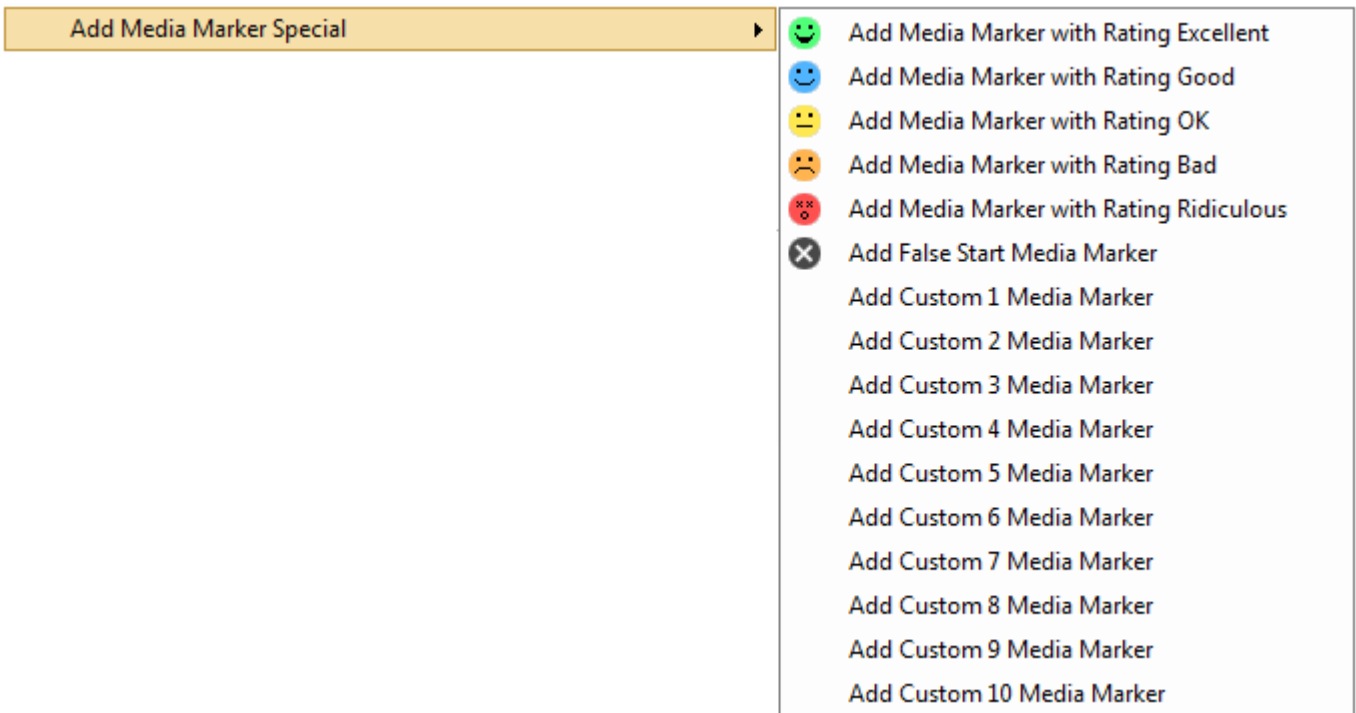 Add Media Marker Special
Add Media Marker with Rating Excellent
Add Media Marker with Rating Good
Add Media Marker with Rating OK
Add Media Marker with Rating Bad
Add Media Marker with Rating Ridiculous
Add False Start Media Marker
Add Custom 1 Media Marker
Add Custom 2 Media Marker
Add Custom 3 Media Marker
Add Custom 4 Media Marker
Add Custom 5 Media Marker
Add Custom 6 Media Marker
Add Custom 7 Media Marker
Add Custom 8 Media Marker
Add Custom 9 Media Marker
Add Custom 10 Media Marker